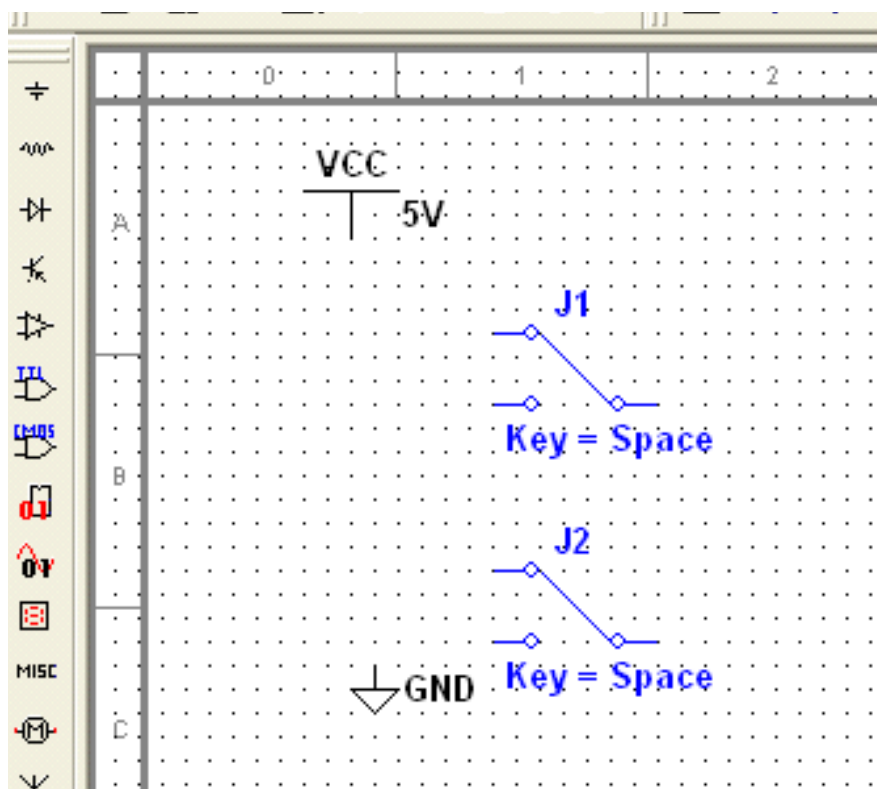 0 1 2
VCC
5V
A
J1
TTL
CMOS
Key = Space
B
J2
MISC
GND
Key = Space
C